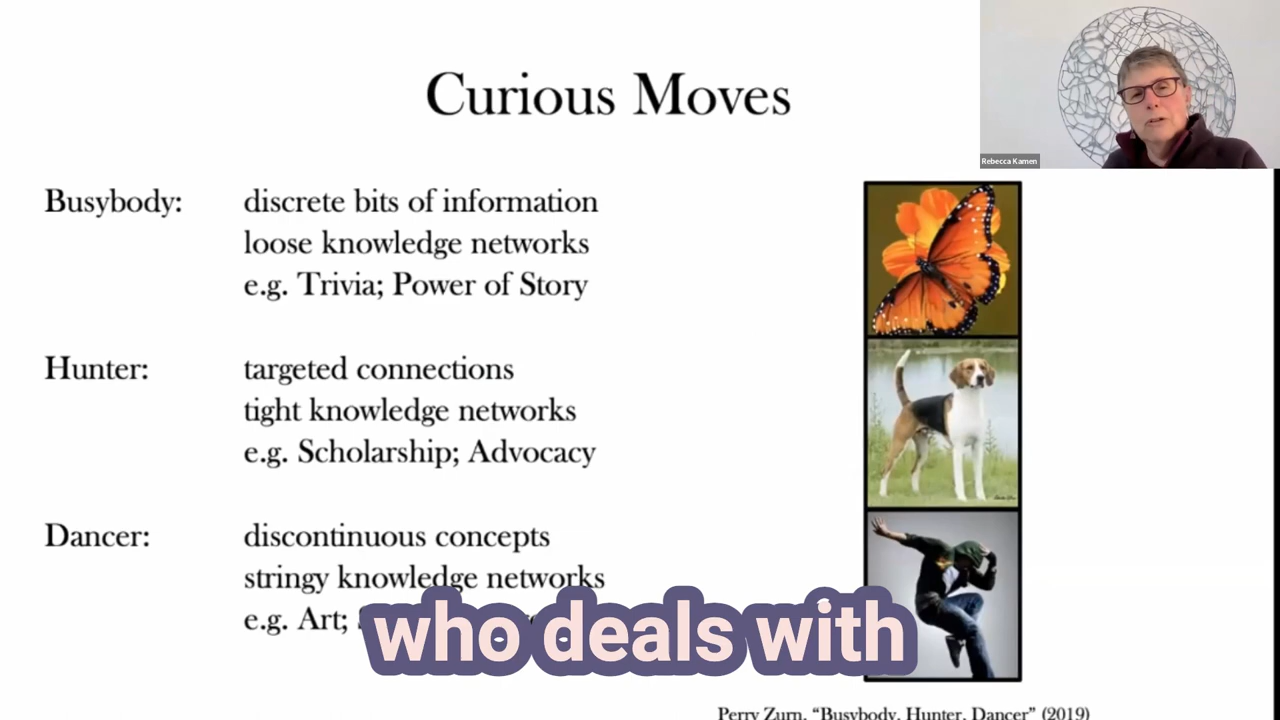 Curious Moves
Rebecca Kamen
Busybody: discrete bits of information
loose knowledge networks
e.g. Trivia; Power of Story
Hunter: targeted connections
tight knowledge networks
e.g. Scholarship; Advocacy
Dancer: discontinuous concepts
stringy knowledge networks
e.g. Art;
who deals with
Perry Zurn, “Busybody, Hunter, Dancer” (2019)